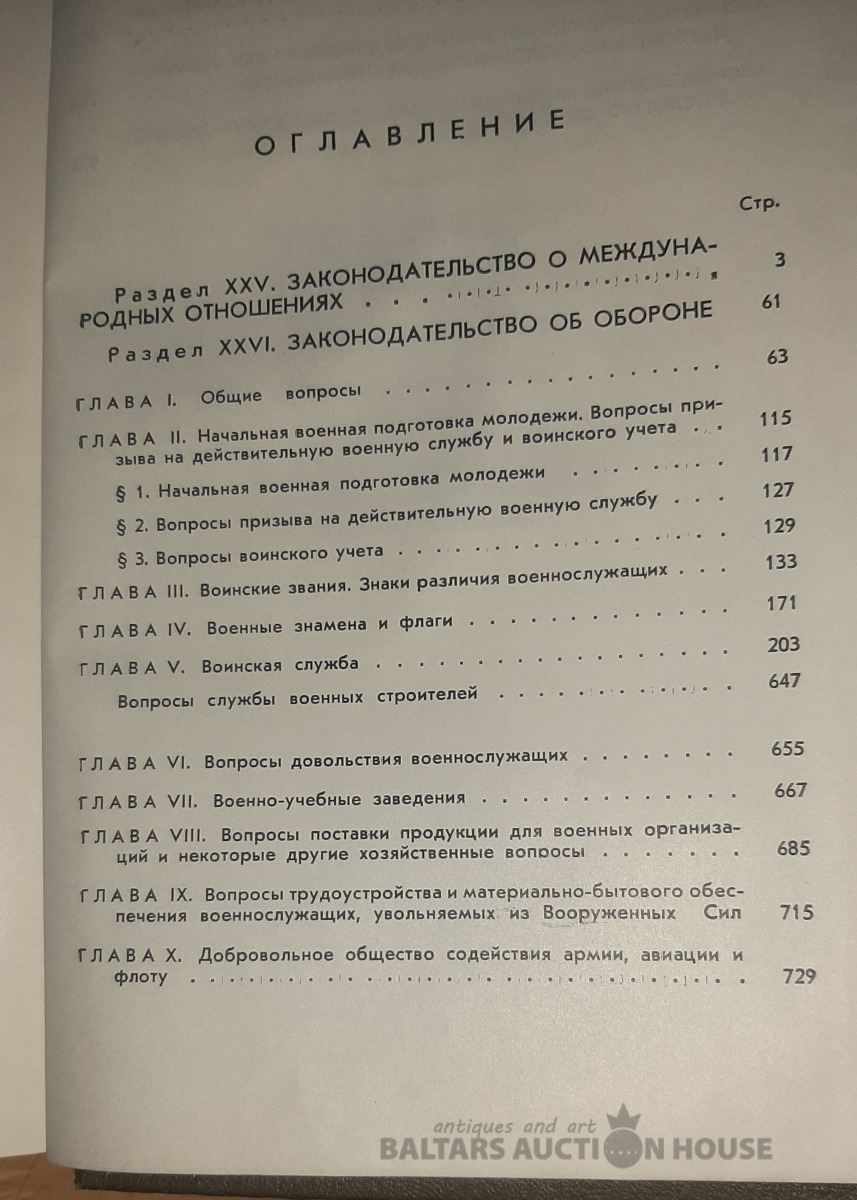 ОГЛАВЛЕНИЕ
Стр.
Раздел XXV. ЗАКОНОДАТЕЛЬСТВО О МЕЖДУНА-
РОДНЫХ ОТНОШЕНИЯХ . . . . . . . . . . . . . . . 3
Раздел XXVI. ЗАКОНОДАТЕЛЬСТВО ОБ ОБОРОНЕ 61
ГЛАВА I. Общие вопросы . . . . . . . . . . . . . . . . . 63
ГЛАВА II. Начальная военная подготовка молодежи. Вопросы при-
зыва на действительную военную службу и воинского учета . . 115
§ 1. Начальная военная подготовка молодежи . . . . . . . . 117
§ 2. Вопросы призыва на действительную военную службу . . . 127
§ 3. Вопросы воинского учета . . . . . . . . . . . . . . . . 129
ГЛАВА III. Воинские звания. Знаки различия военнослужащих . . . 133
ГЛАВА IV. Военные знамена и флаги . . . . . . . . . . . . . 171
ГЛАВА V. Воинская служба . . . . . . . . . . . . . . . . . 203
Вопросы службы военных строителей . . . . . . . . . . . . 647
ГЛАВА VI. Вопросы довольствия военнослужащих . . . . . . . . 655
ГЛАВА VII. Военно-учебные заведения . . . . . . . . . . . . . 667
ГЛАВА VIII. Вопросы поставки продукции для военных организа-
ций и некоторые другие хозяйственные вопросы . . . . . . . 685
ГЛАВА IX. Вопросы трудоустройства и материально-бытового обес-
печения военнослужащих, увольняемых из Вооруженных Сил 715
ГЛАВА X. Добровольное общество содействия армии, авиации и
флоту . . . . . . . . . . . . . . . . . . . . . . . . 729
antiques and art
BALTARS AUCTION HOUSE